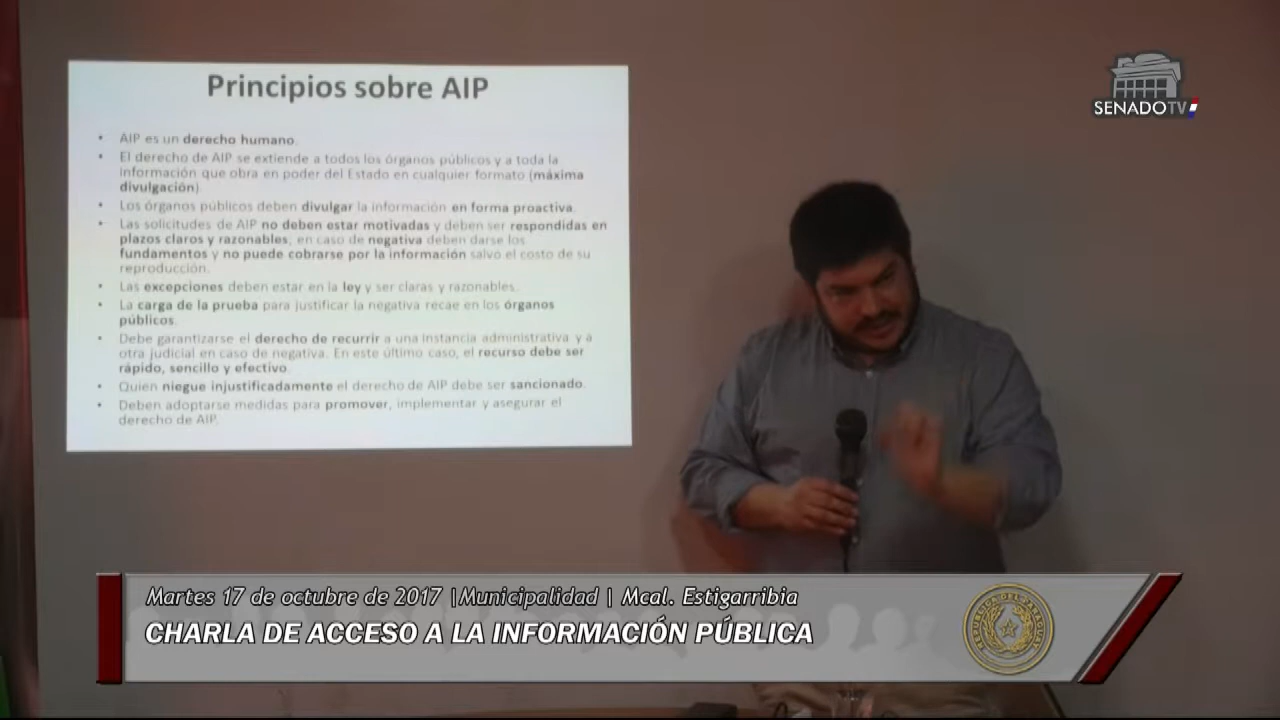 Principios sobre AIP
• AIP es un derecho humano.
• El derecho de AIP se extiende a todos los órganos públicos y a toda la
información que obra en poder del Estado en cualquier formato (máxima
divulgación)
• Los órganos públicos deben divulgar la información en forma proactiva.
• Las solicitudes de AIP no deben estar motivadas y deben ser respondidas en
plazos claros y razonables; en caso de negativa deben darse los
fundamentos y no puede cobrarse por la información salvo el costo de su
reproducción.
• Las excepciones deben estar en la ley y ser claras y razonables.
• La carga de la prueba para justificar la negativa recae en los órganos
públicos.
• Debe garantizarse el derecho de recurrir a una instancia administrativa y a
otra judicial en caso de negativa. En este último caso, el recurso debe ser
rápido, sencillo y efectivo.
• Quien niegue injustificadamente el derecho de AIP debe ser sancionado.
• Deben adoptarse medidas para promover, implementar y asegurar el
derecho de AIP.
SENADOTV
Martes 17 de octubre de 2017 |Municipalidad | Mcal. Estigarribia
CHARLA DE ACCESO A LA INFORMACIÓN PÚBLICA
REPUBLICA DEL PARAGUAY